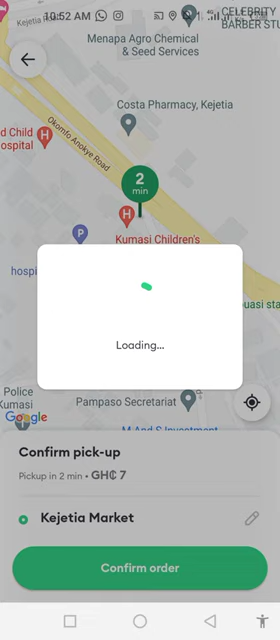 Kejetia R
10:52 AM
CELEBRITY
BARBER STU
Menapa Agro Chemical
& Seed Services
Costa Pharmacy, Kejetia
d Child
ospital
Okomfo Anokye Road
2
min
H
H
P
Kumasi Children's
hospi
uasi sta
Loading...
Police
Kumasi
Google
Pampaso Secretariat
M And S Investment
Confirm pick-up
Pickup in 2 min • GH₵ 7
Kejetia Market
Confirm order